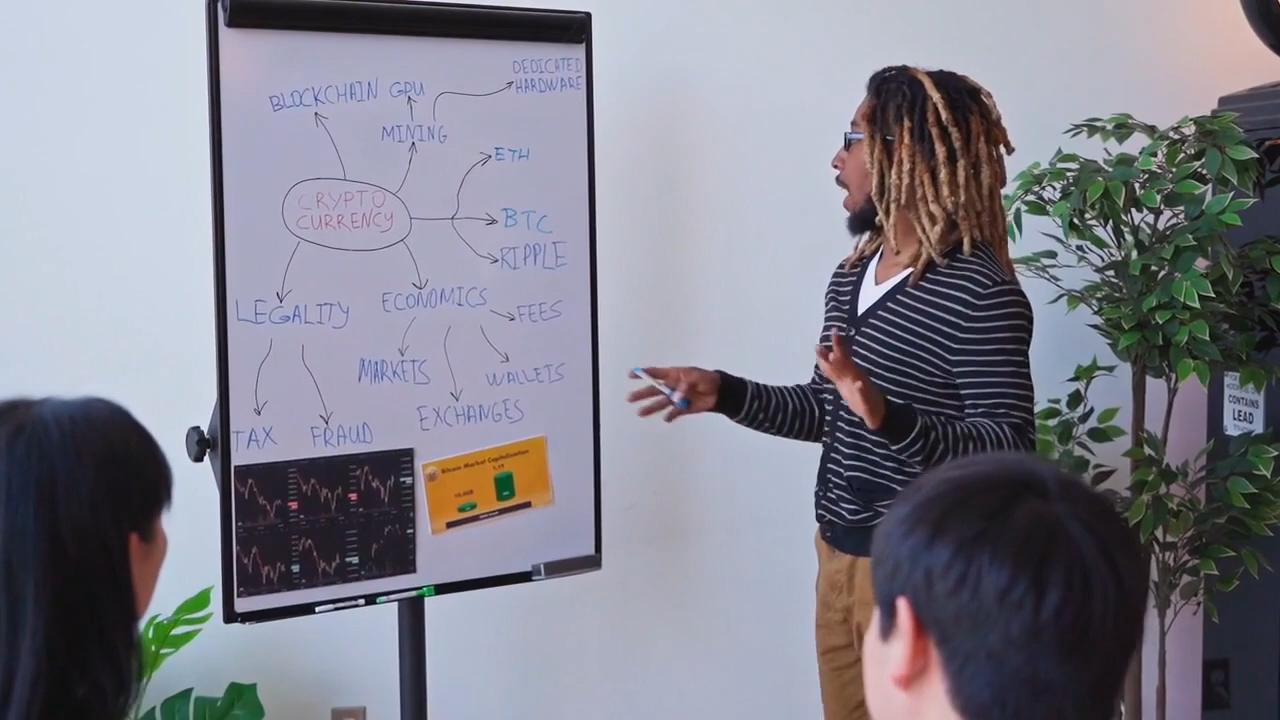 DEDICATED
HARDWARE
BLOCKCHAIN GPU
MINING
ETH
CRYPTO
CURRENCY
BTC
RIPPLE
LEGALITY
ECONOMICS
FEES
MARKETS
WALLETS
EXCHANGES
TAX
FRAUD
Bitcoin Market Capitalization
CONTAINS
LEAD